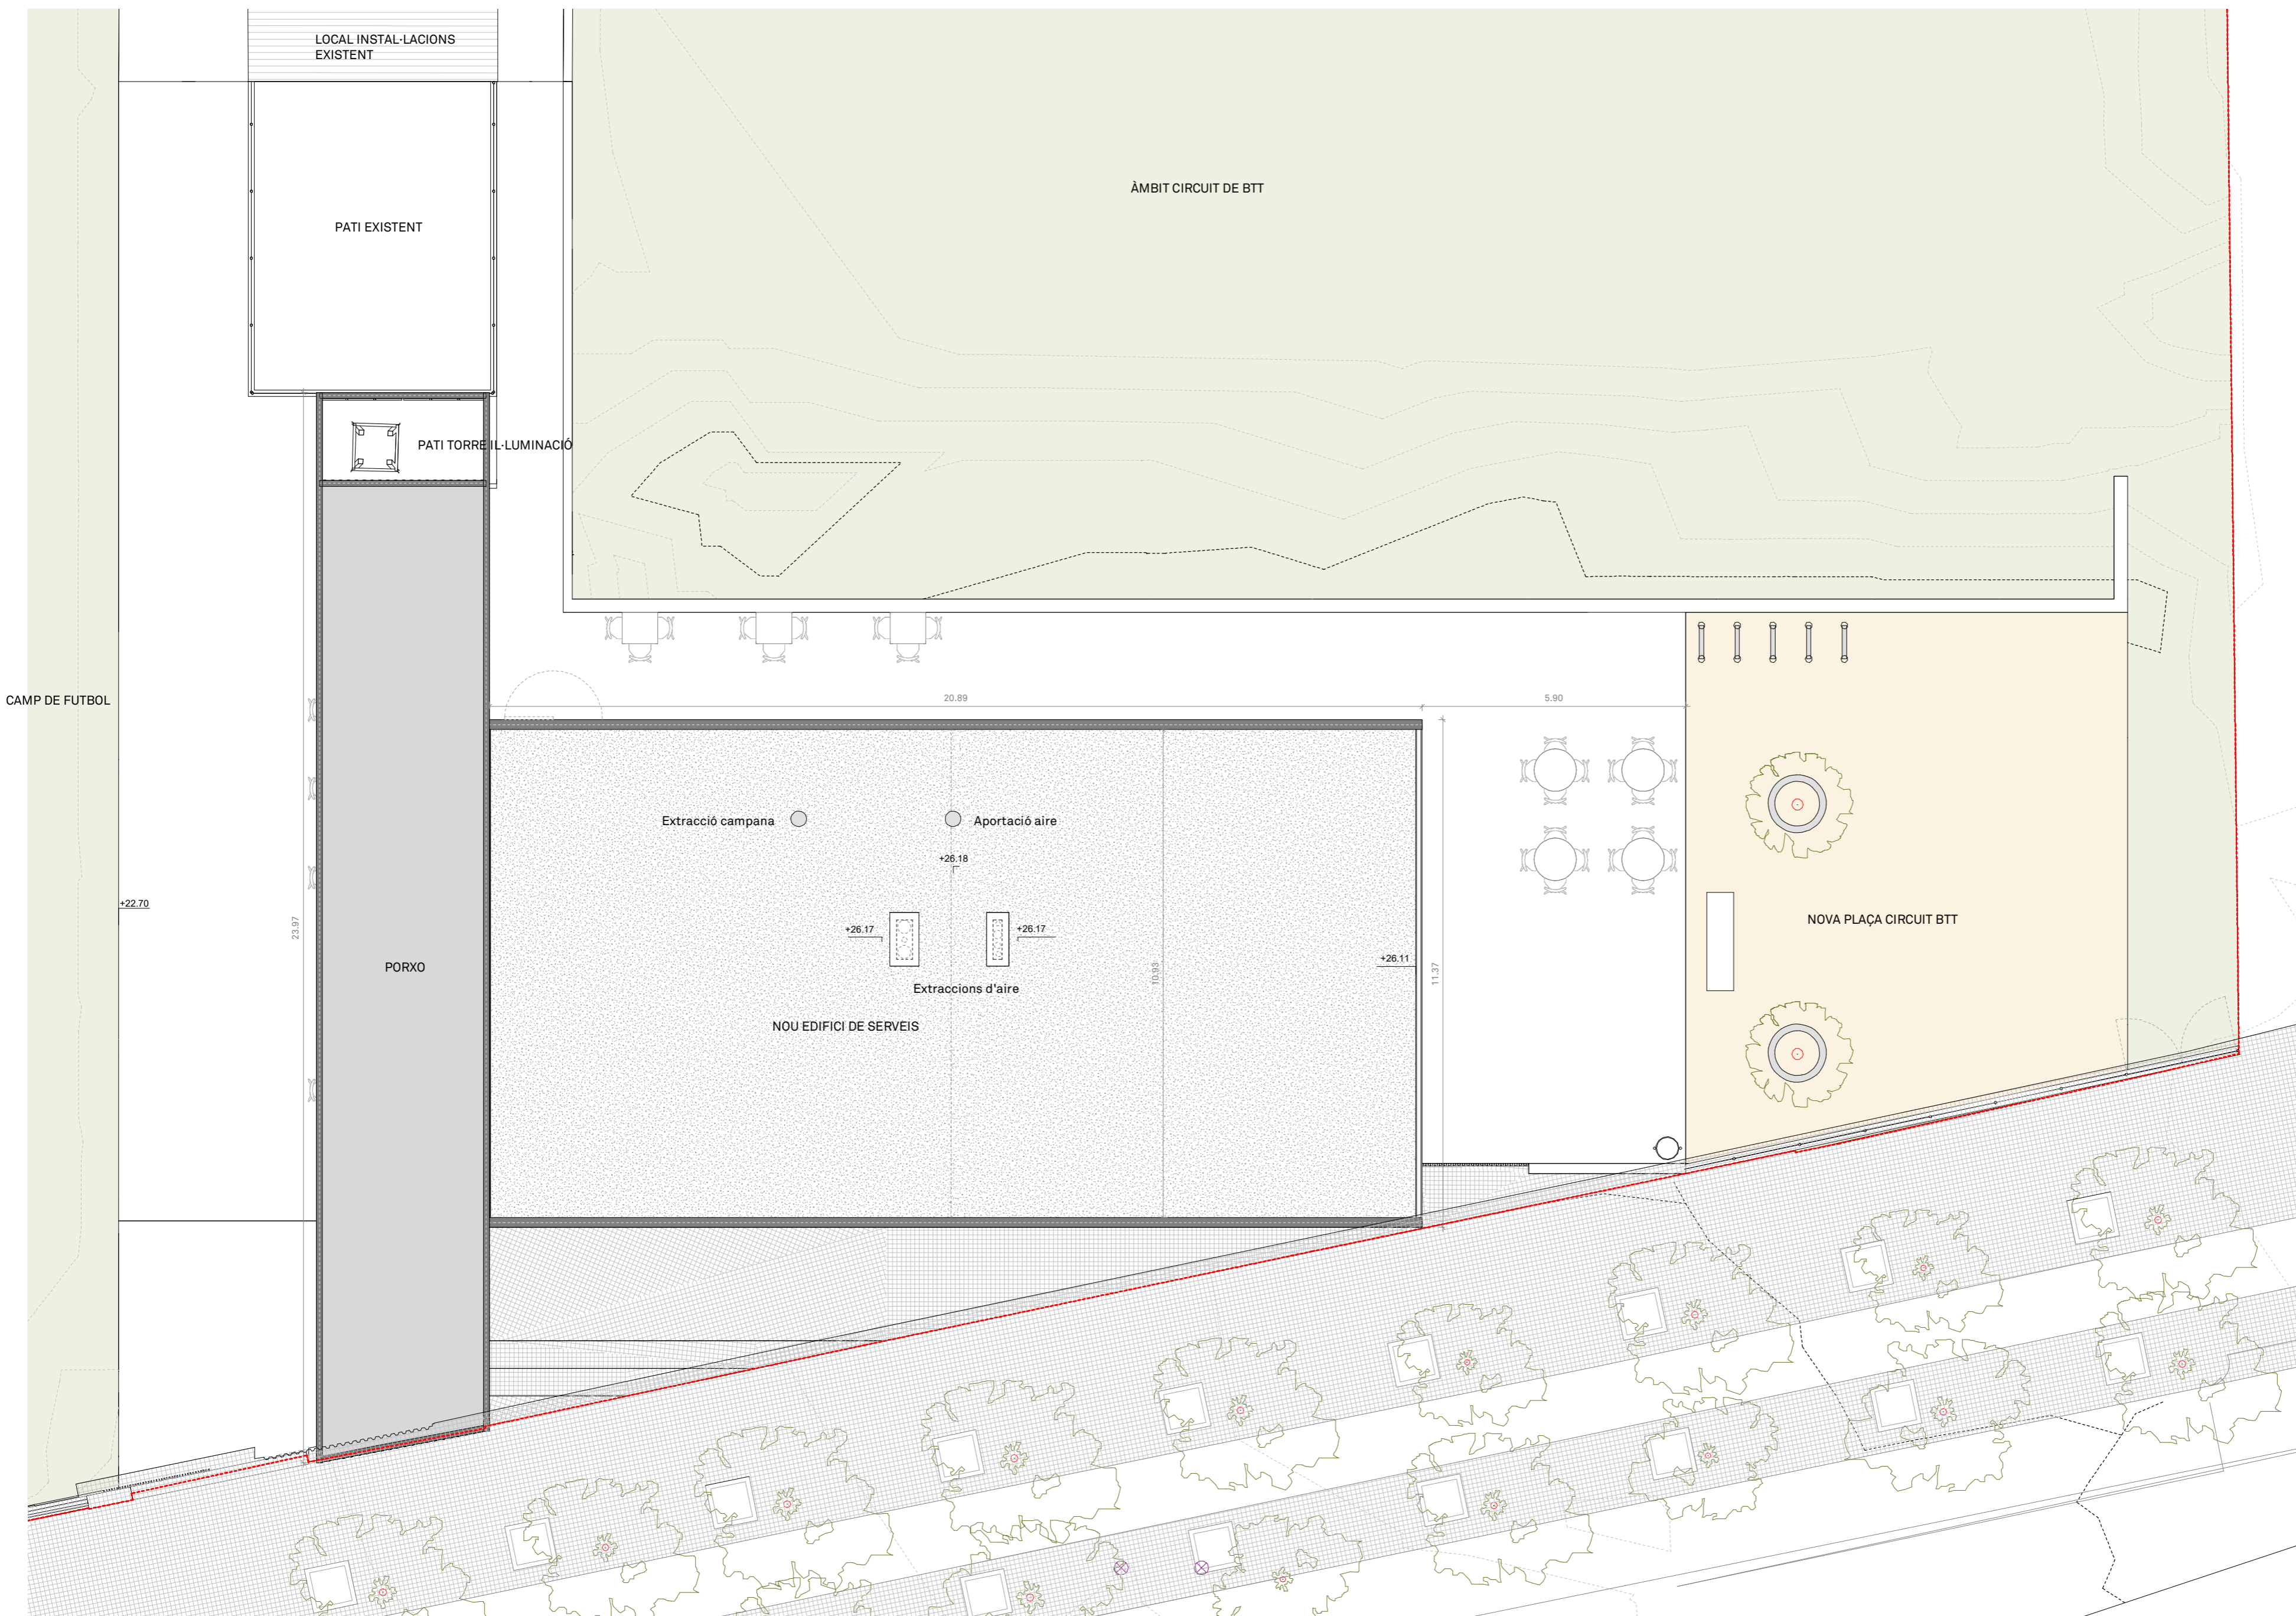 LOCAL INSTAL·LACIONS
EXISTENT
ÀMBIT CIRCUIT DE BTT
PATI EXISTENT
PATI TORRE IL·LUMINACIÓ
CAMP DE FUTBOL
20.89
5.90
Extracció campana
Aportació aire
+26.18
+22.70
23.97
+26.17
+26.17
NOVA PLAÇA CIRCUIT BTT
+26.11
PORXO
10.93
11.37
Extraccions d'aire
NOU EDIFICI DE SERVEIS